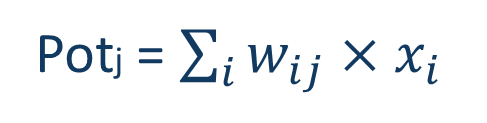 Potj = ∑i wij × xi